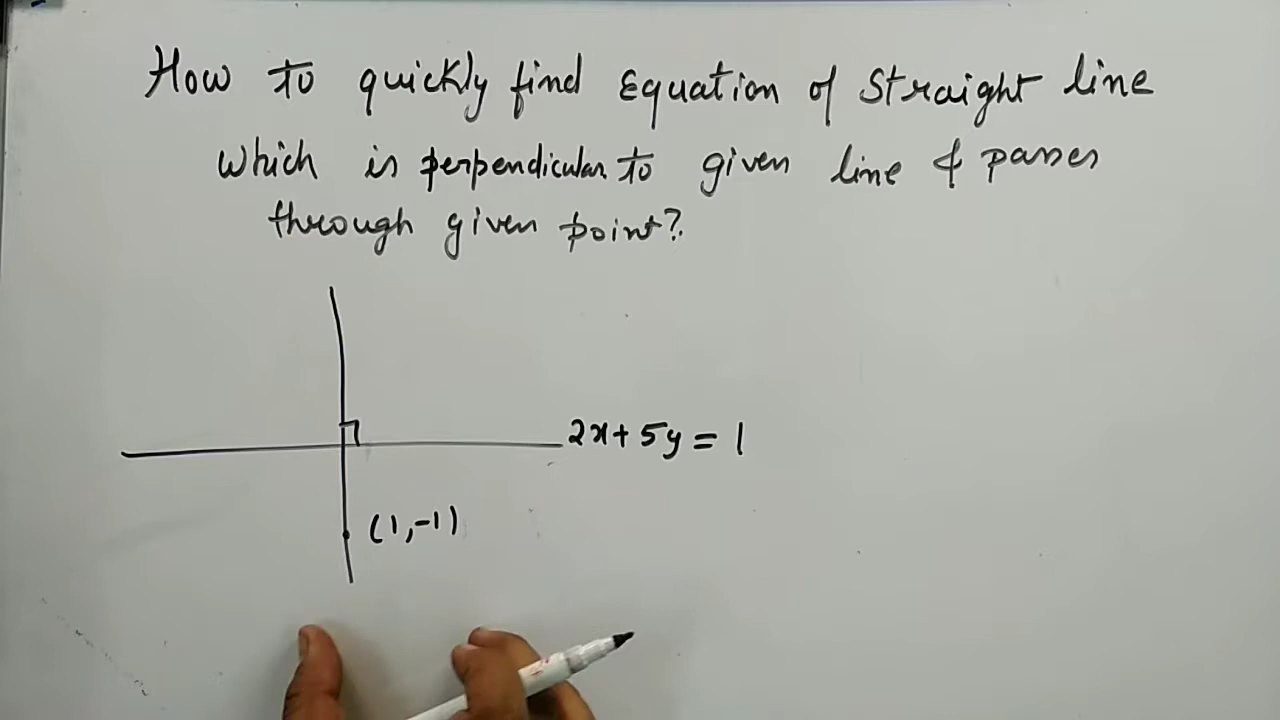 How to quickly find Equation of Straight line
which is perpendicular to given line & passes
through given point?
2x + 5y = 1
(1,-1)